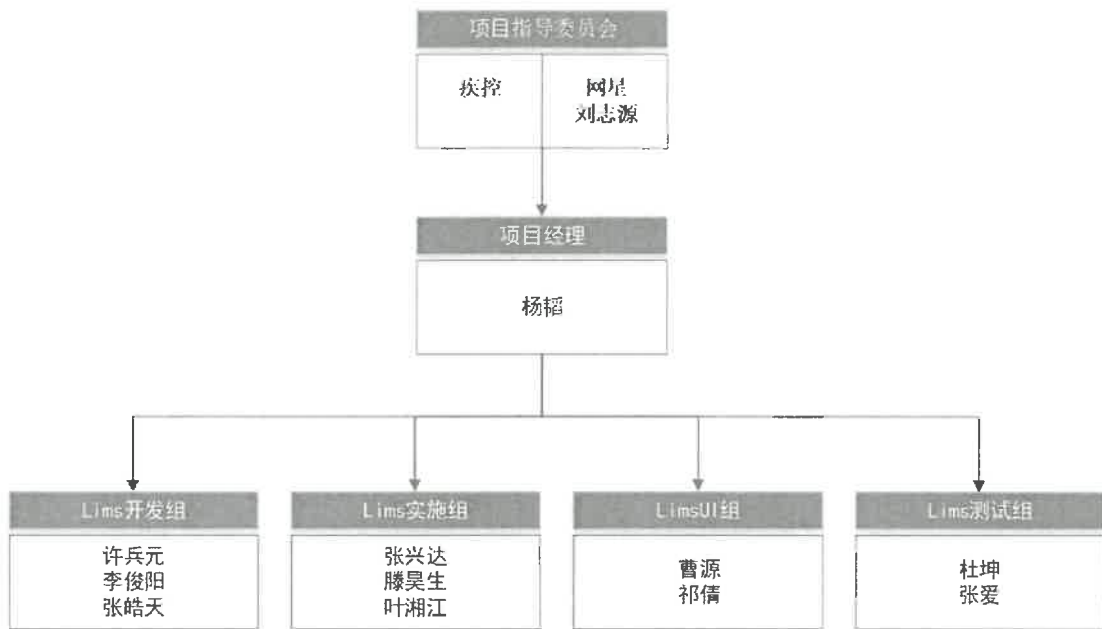 项目指导委员会
疾控
网星
刘志源
项目经理
杨韬
Lims开发组
许兵元
李俊阳
张皓天
Lims实施组
张兴达
滕昊生
叶湘江
LimsUI组
曹源
祁倩
Lims测试组
杜坤
张爱